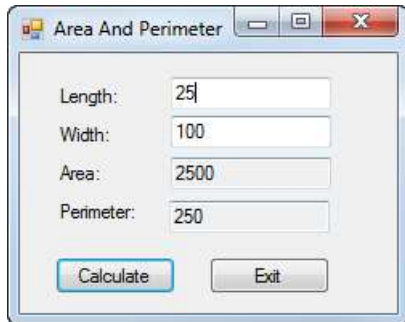 Area And Perimeter
Length: 25
Width: 100
Area: 2500
Perimeter: 250
Calculate Exit